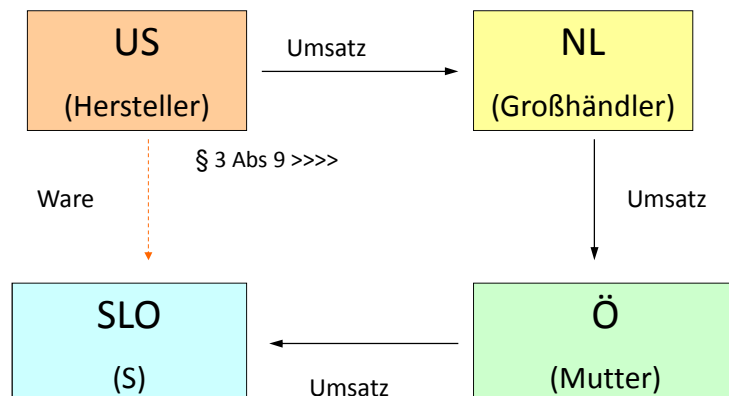 US
(Hersteller)
Umsatz
NL
(Großhändler)
§ 3 Abs 9 >>>>
Ware
Umsatz
SLO
(S)
Umsatz
Ö
(Mutter)